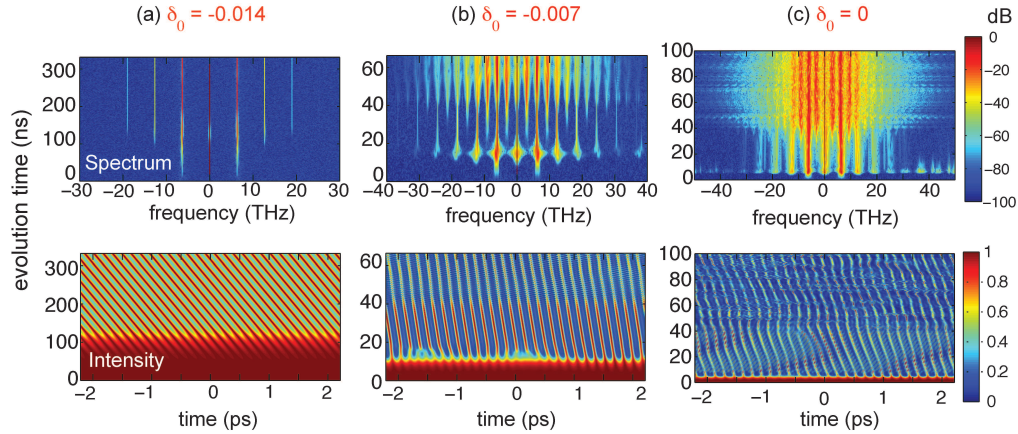 (a) δ₀ = -0.014
(b) δ₀ = -0.007
(c) δ₀ = 0
dB
evolution time (ns)
300
200
100
0
Spectrum
−30 −20 −10 0 10 20 30
frequency (THz)
60
40
20
0
−40 −30 −20 −10 0 10 20 30 40
frequency (THz)
100
80
60
40
20
0
−40 −20 0 20 40
frequency (THz)
0
−20
−40
−60
−80
−100
300
200
100
0
Intensity
−2 −1 0 1 2
time (ps)
60
40
20
0
−2 −1 0 1 2
time (ps)
100
80
60
40
20
0
−2 −1 0 1 2
time (ps)
1
0.8
0.6
0.4
0.2
0